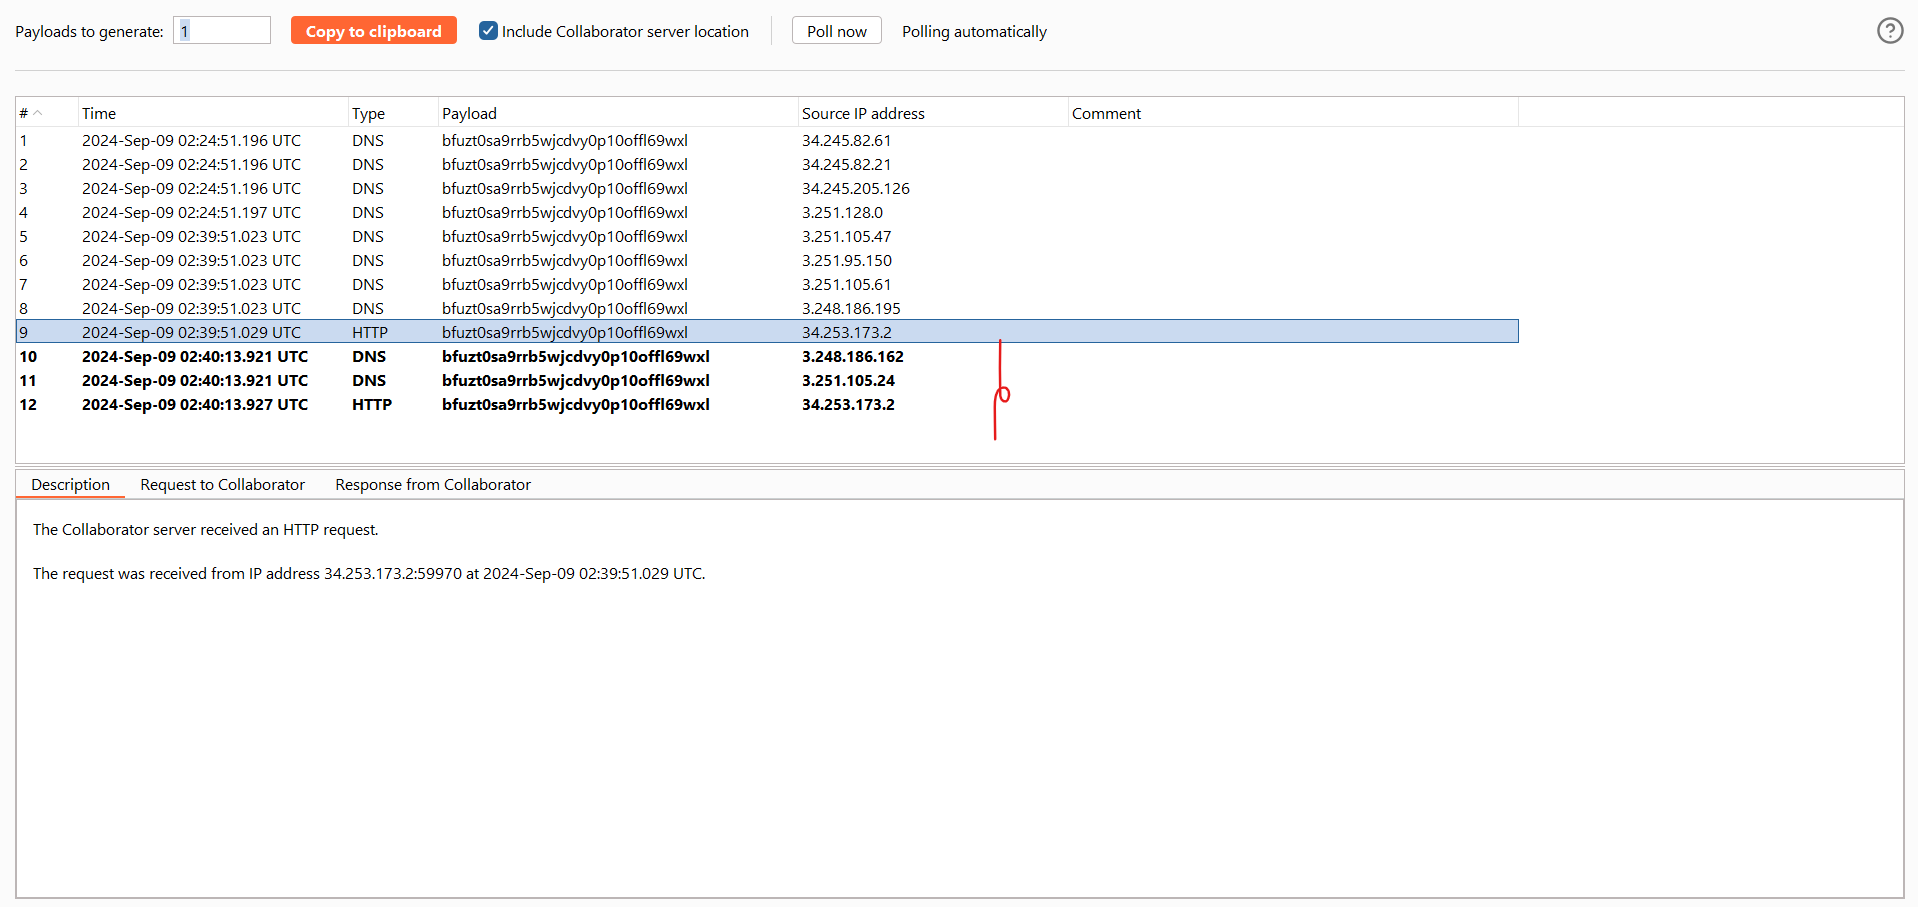 Payloads to generate: 1 Copy to clipboard Include Collaborator server location Poll now Polling automatically ?
# Time Type Payload Source IP address Comment
1 2024-Sep-09 02:24:51.196 UTC DNS bfuzt0sa9rrb5wjcdvy0p10offl69wxl 34.245.82.61
2 2024-Sep-09 02:24:51.196 UTC DNS bfuzt0sa9rrb5wjcdvy0p10offl69wxl 34.245.82.21
3 2024-Sep-09 02:24:51.196 UTC DNS bfuzt0sa9rrb5wjcdvy0p10offl69wxl 34.245.205.126
4 2024-Sep-09 02:24:51.197 UTC DNS bfuzt0sa9rrb5wjcdvy0p10offl69wxl 3.251.128.0
5 2024-Sep-09 02:39:51.023 UTC DNS bfuzt0sa9rrb5wjcdvy0p10offl69wxl 3.251.105.47
6 2024-Sep-09 02:39:51.023 UTC DNS bfuzt0sa9rrb5wjcdvy0p10offl69wxl 3.251.95.150
7 2024-Sep-09 02:39:51.023 UTC DNS bfuzt0sa9rrb5wjcdvy0p10offl69wxl 3.251.105.61
8 2024-Sep-09 02:39:51.023 UTC DNS bfuzt0sa9rrb5wjcdvy0p10offl69wxl 3.248.186.195
9 2024-Sep-09 02:39:51.029 UTC HTTP bfuzt0sa9rrb5wjcdvy0p10offl69wxl 34.253.173.2
10 2024-Sep-09 02:40:13.921 UTC DNS bfuzt0sa9rrb5wjcdvy0p10offl69wxl 3.248.186.162
11 2024-Sep-09 02:40:13.921 UTC DNS bfuzt0sa9rrb5wjcdvy0p10offl69wxl 3.251.105.24
12 2024-Sep-09 02:40:13.927 UTC HTTP bfuzt0sa9rrb5wjcdvy0p10offl69wxl 34.253.173.2
Description Request to Collaborator Response from Collaborator
The Collaborator server received an HTTP request.
The request was received from IP address 34.253.173.2:59970 at 2024-Sep-09 02:39:51.029 UTC.